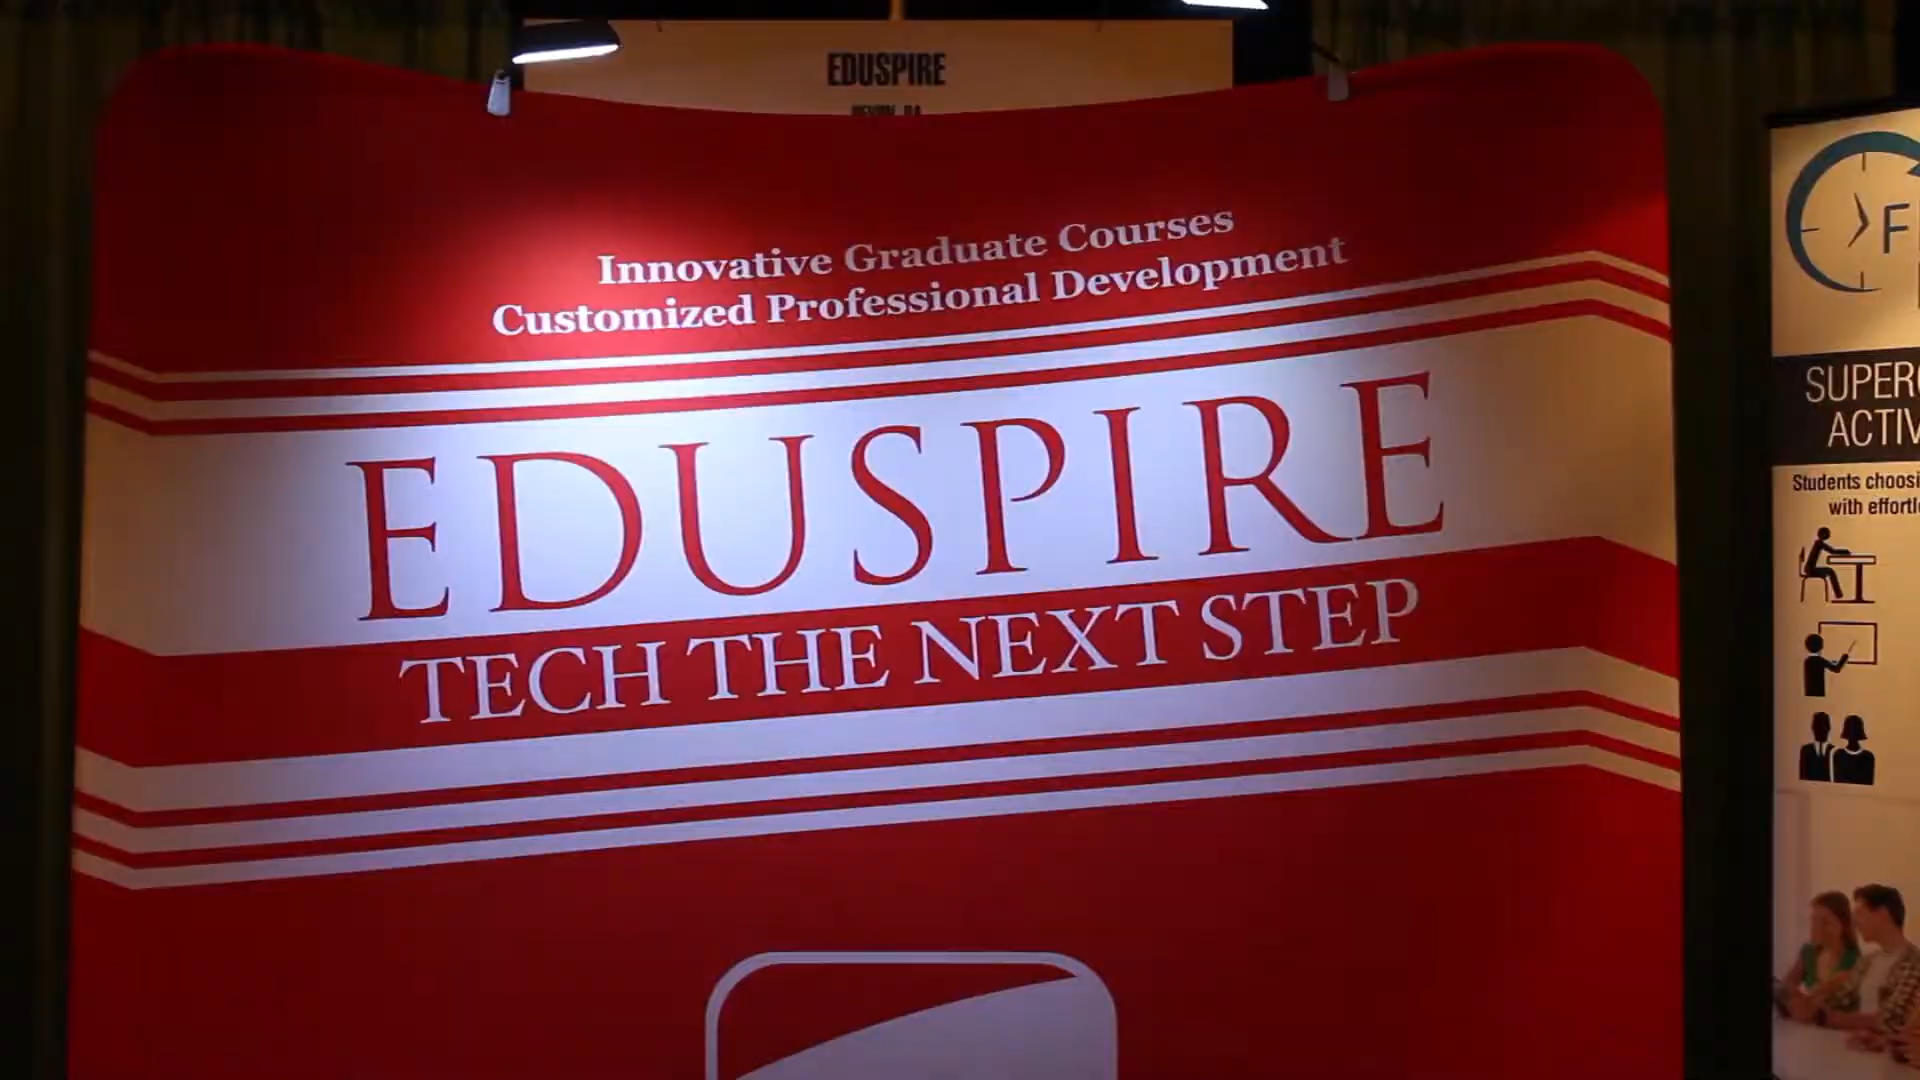 EDUSPIRE
Innovative Graduate Courses
Customized Professional Development
EDUSPIRE
TECH THE NEXT STEP
F
SUPER
ACTIV
Students choosi
with effortl